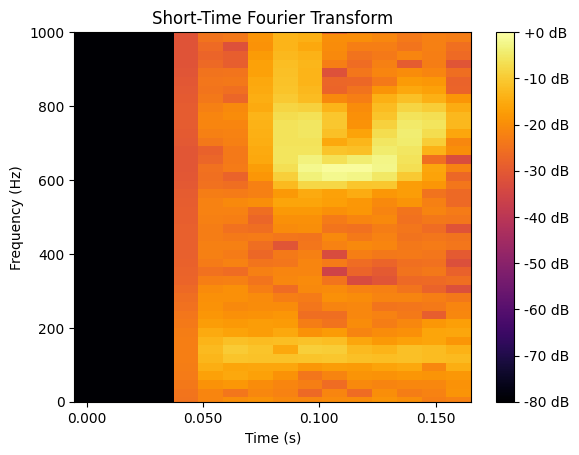 Short-Time Fourier Transform
1000
800
600
400
200
0
Frequency (Hz)
0.000
0.050
0.100
0.150
Time (s)
+0 dB
-10 dB
-20 dB
-30 dB
-40 dB
-50 dB
-60 dB
-70 dB
-80 dB